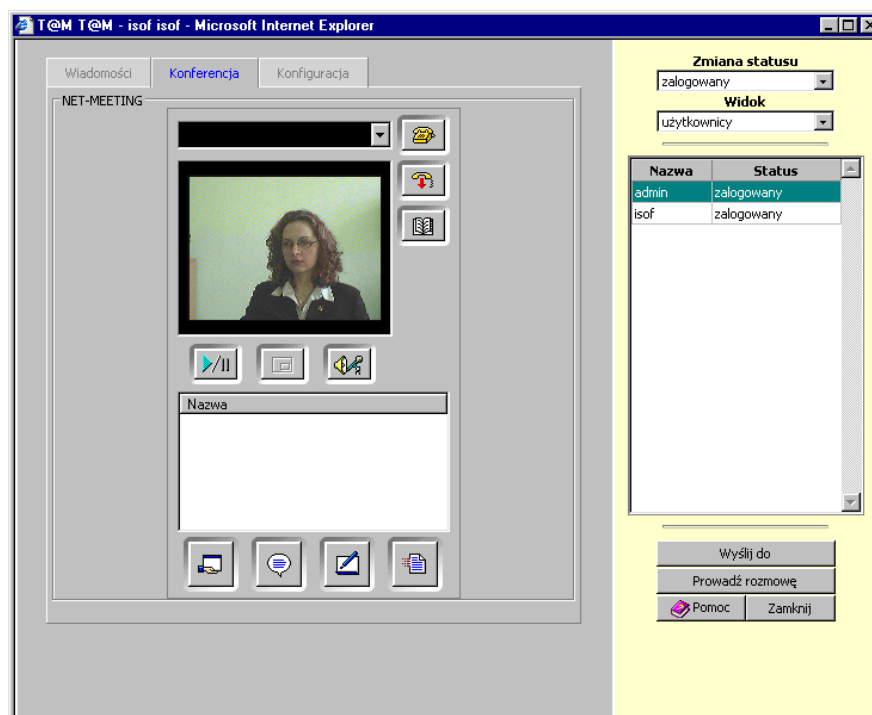 T@M T@M - isof isof - Microsoft Internet Explorer
Wiadomości Konferencja Konfiguracja
NET-MEETING
Nazwa
Zmiana statusu
zalogowany
Widok
użytkownicy
Nazwa Status
admin zalogowany
isof zalogowany
Wyślij do
Prowadź rozmowę
Pomoc Zamknij